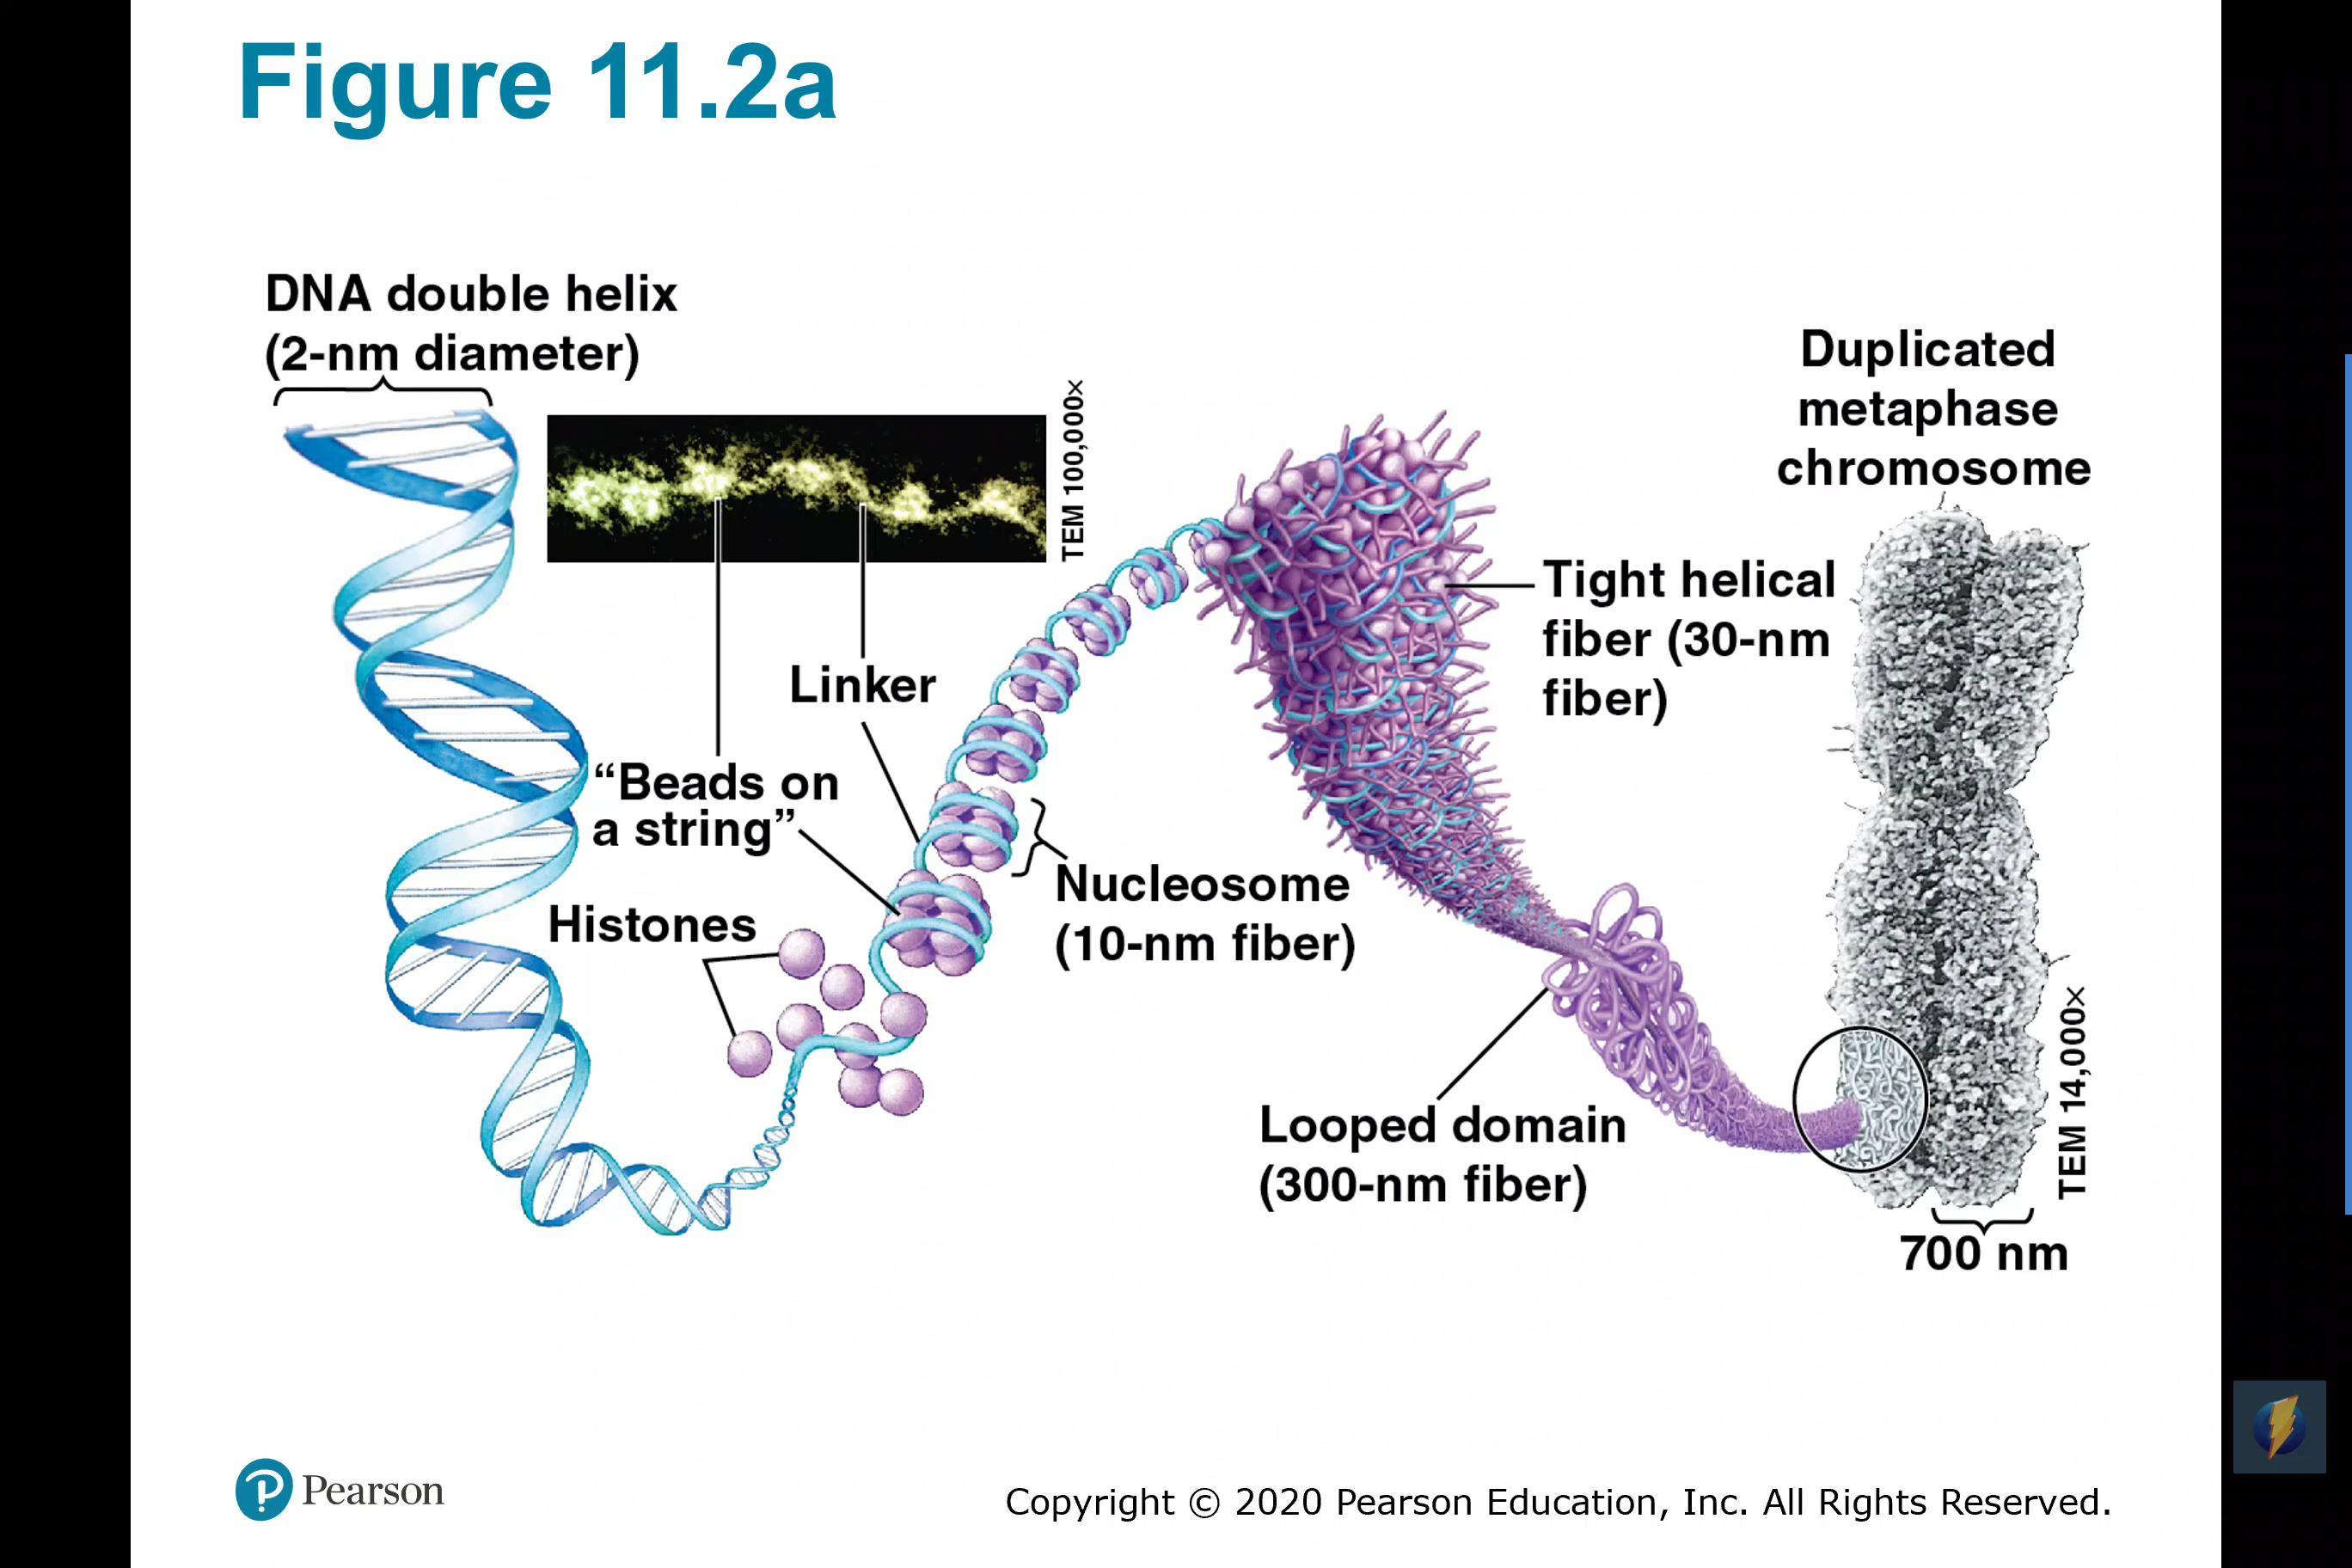 Figure 11.2a
DNA double helix
(2-nm diameter)
TEM 100,000×
Duplicated
metaphase
chromosome
Tight helical
fiber (30-nm
fiber)
Linker
“Beads on
a string”
Nucleosome
(10-nm fiber)
Histones
Looped domain
(300-nm fiber)
TEM 14,000×
700 nm
Pearson
Copyright © 2020 Pearson Education, Inc. All Rights Reserved.